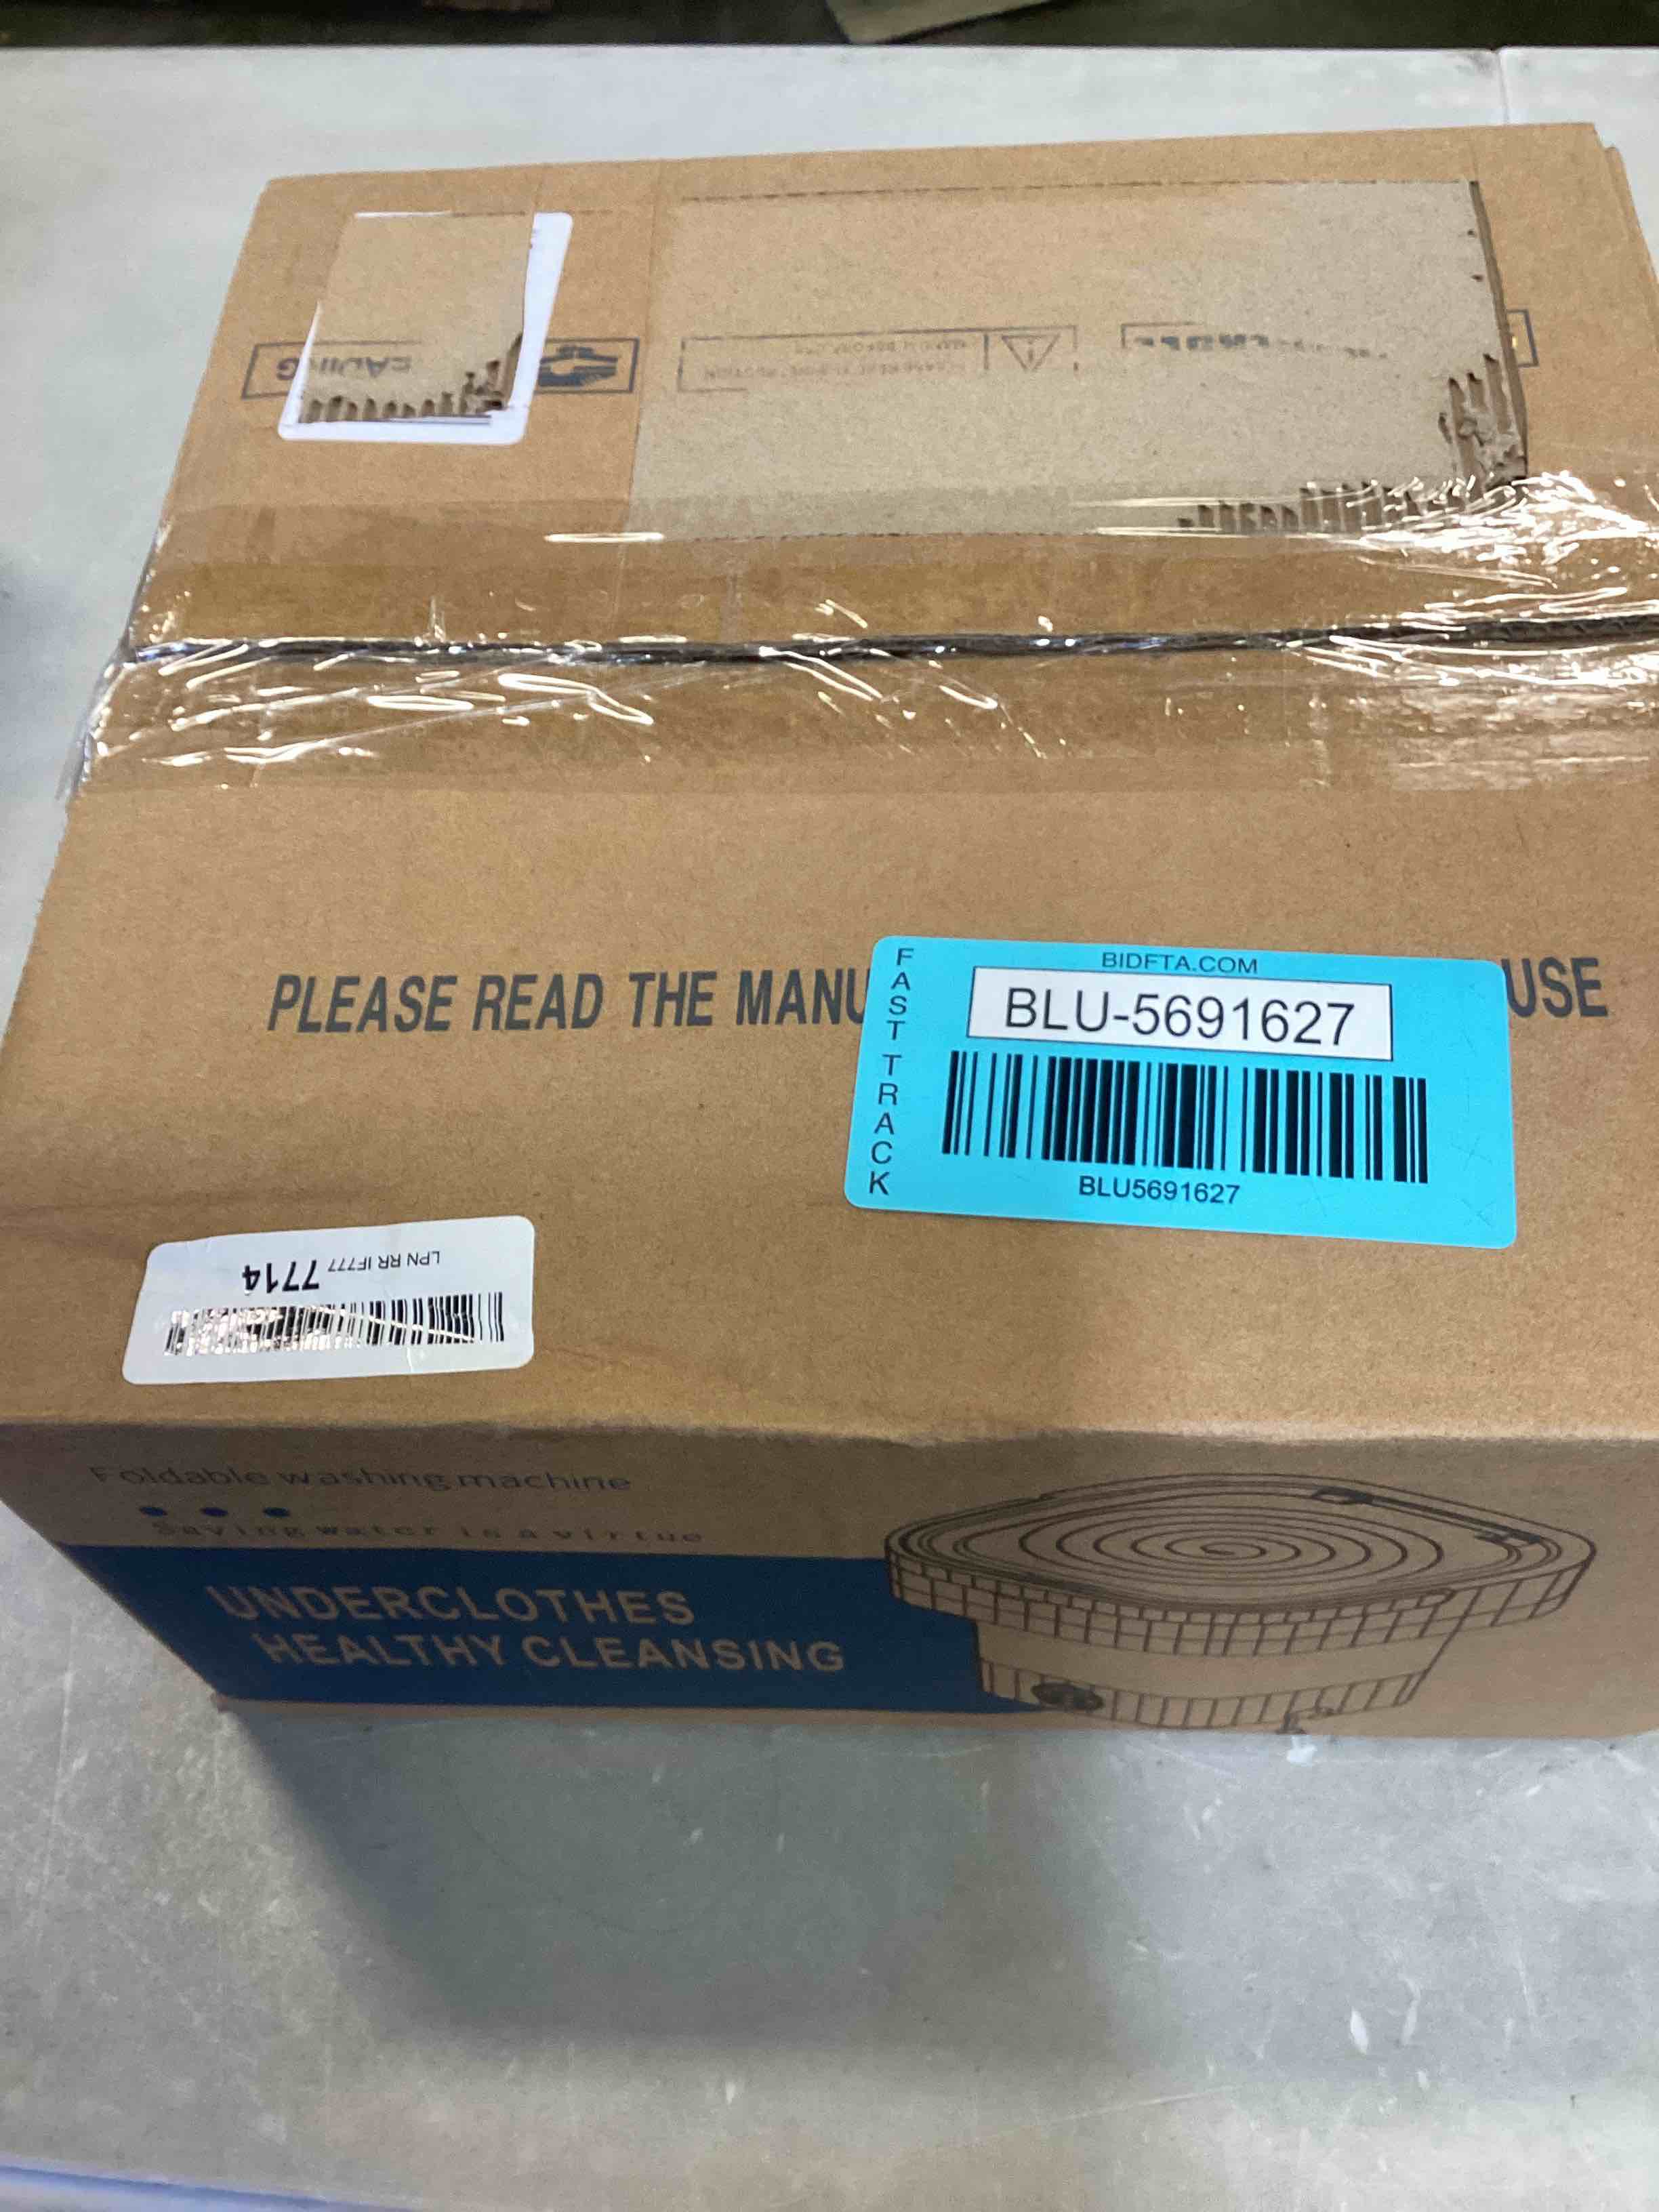 EADING
PLEASE READ THE MANU
USE
FAST TRACK
BIDFTA.COM
BLU-5691627
BLU5691627
LPN RR IF777 7714
Foldable washing machine
Saving water is a virtue
UNDERCLOTHES
HEALTHY CLEANSING